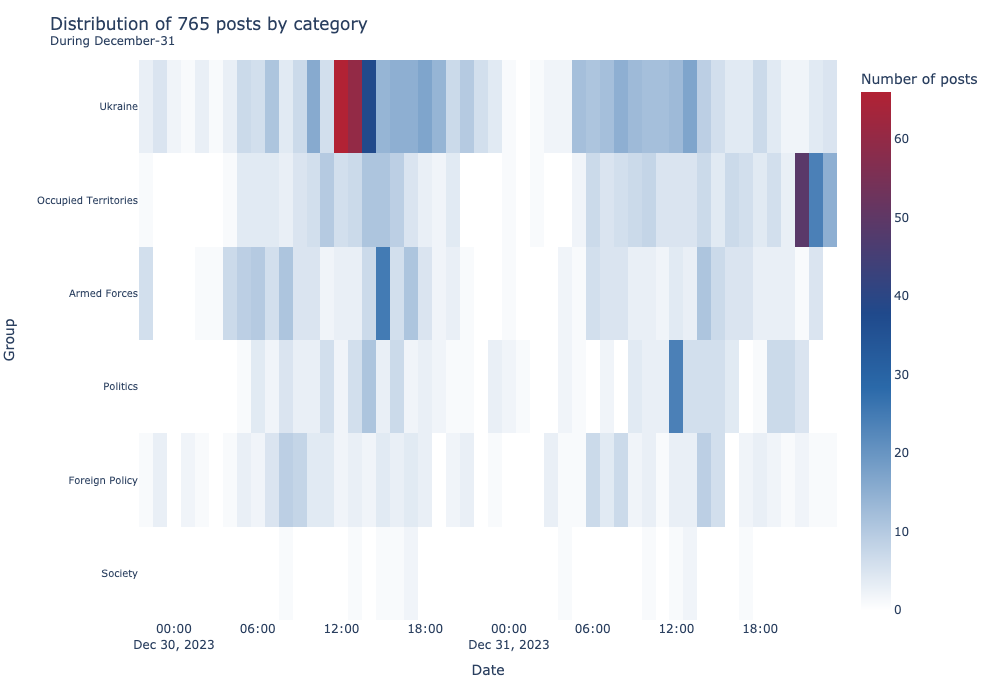 Distribution of 765 posts by category
During December-31
Number of posts
Group
Ukraine
Occupied Territories
Armed Forces
Politics
Foreign Policy
Society
60
50
40
30
20
10
0
00:00 06:00 12:00 18:00 00:00 06:00 12:00 18:00
Dec 30, 2023 Dec 31, 2023
Date